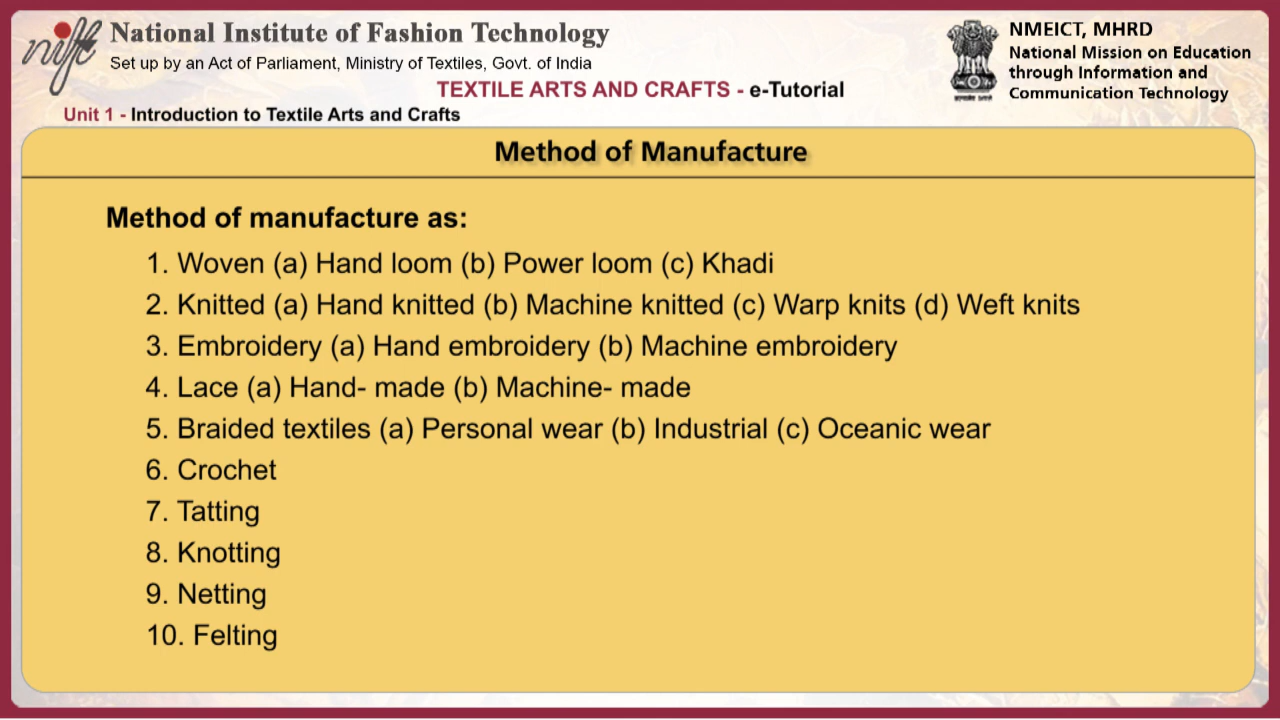 nift
National Institute of Fashion Technology
Set up by an Act of Parliament, Ministry of Textiles, Govt. of India
NMEICT, MHRD
National Mission on Education
through Information and
Communication Technology
TEXTILE ARTS AND CRAFTS - e-Tutorial
Unit 1 - Introduction to Textile Arts and Crafts
Method of Manufacture
Method of manufacture as:
1. Woven (a) Hand loom (b) Power loom (c) Khadi
2. Knitted (a) Hand knitted (b) Machine knitted (c) Warp knits (d) Weft knits
3. Embroidery (a) Hand embroidery (b) Machine embroidery
4. Lace (a) Hand- made (b) Machine- made
5. Braided textiles (a) Personal wear (b) Industrial (c) Oceanic wear
6. Crochet
7. Tatting
8. Knotting
9. Netting
10. Felting